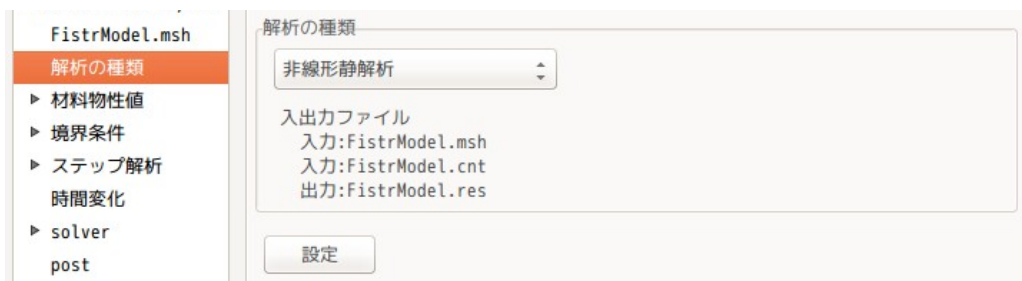 FistrModel.msh
解析の種類
▶ 材料物性値
▶ 境界条件
▶ ステップ解析
時間変化
▶ solver
post
解析の種類
非線形静解析
入出力ファイル
入力:FistrModel.msh
入力:FistrModel.cnt
出力:FistrModel.res
設定